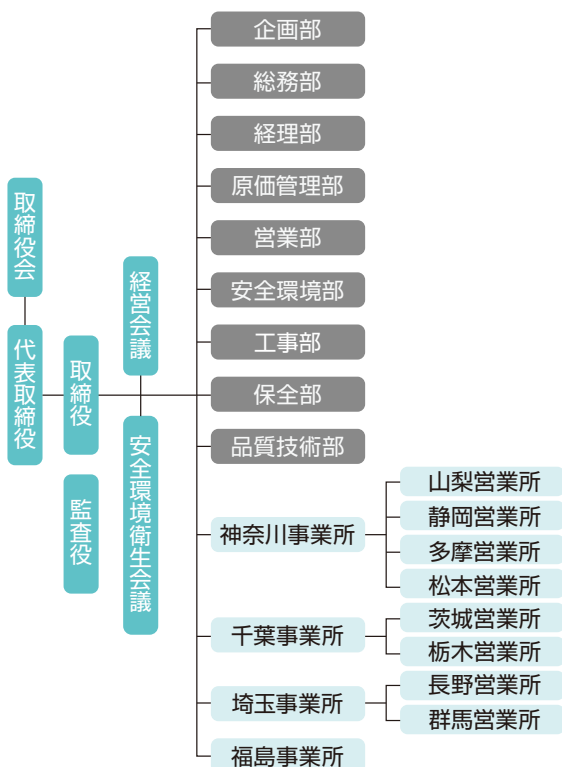 取締役会
代表取締役
取締役
監査役
経営会議
安全環境衛生会議
企画部
総務部
経理部
原価管理部
営業部
安全環境部
工事部
保全部
品質技術部
神奈川事業所
山梨営業所
静岡営業所
多摩営業所
松本営業所
千葉事業所
茨城営業所
栃木営業所
埼玉事業所
長野営業所
群馬営業所
福島事業所